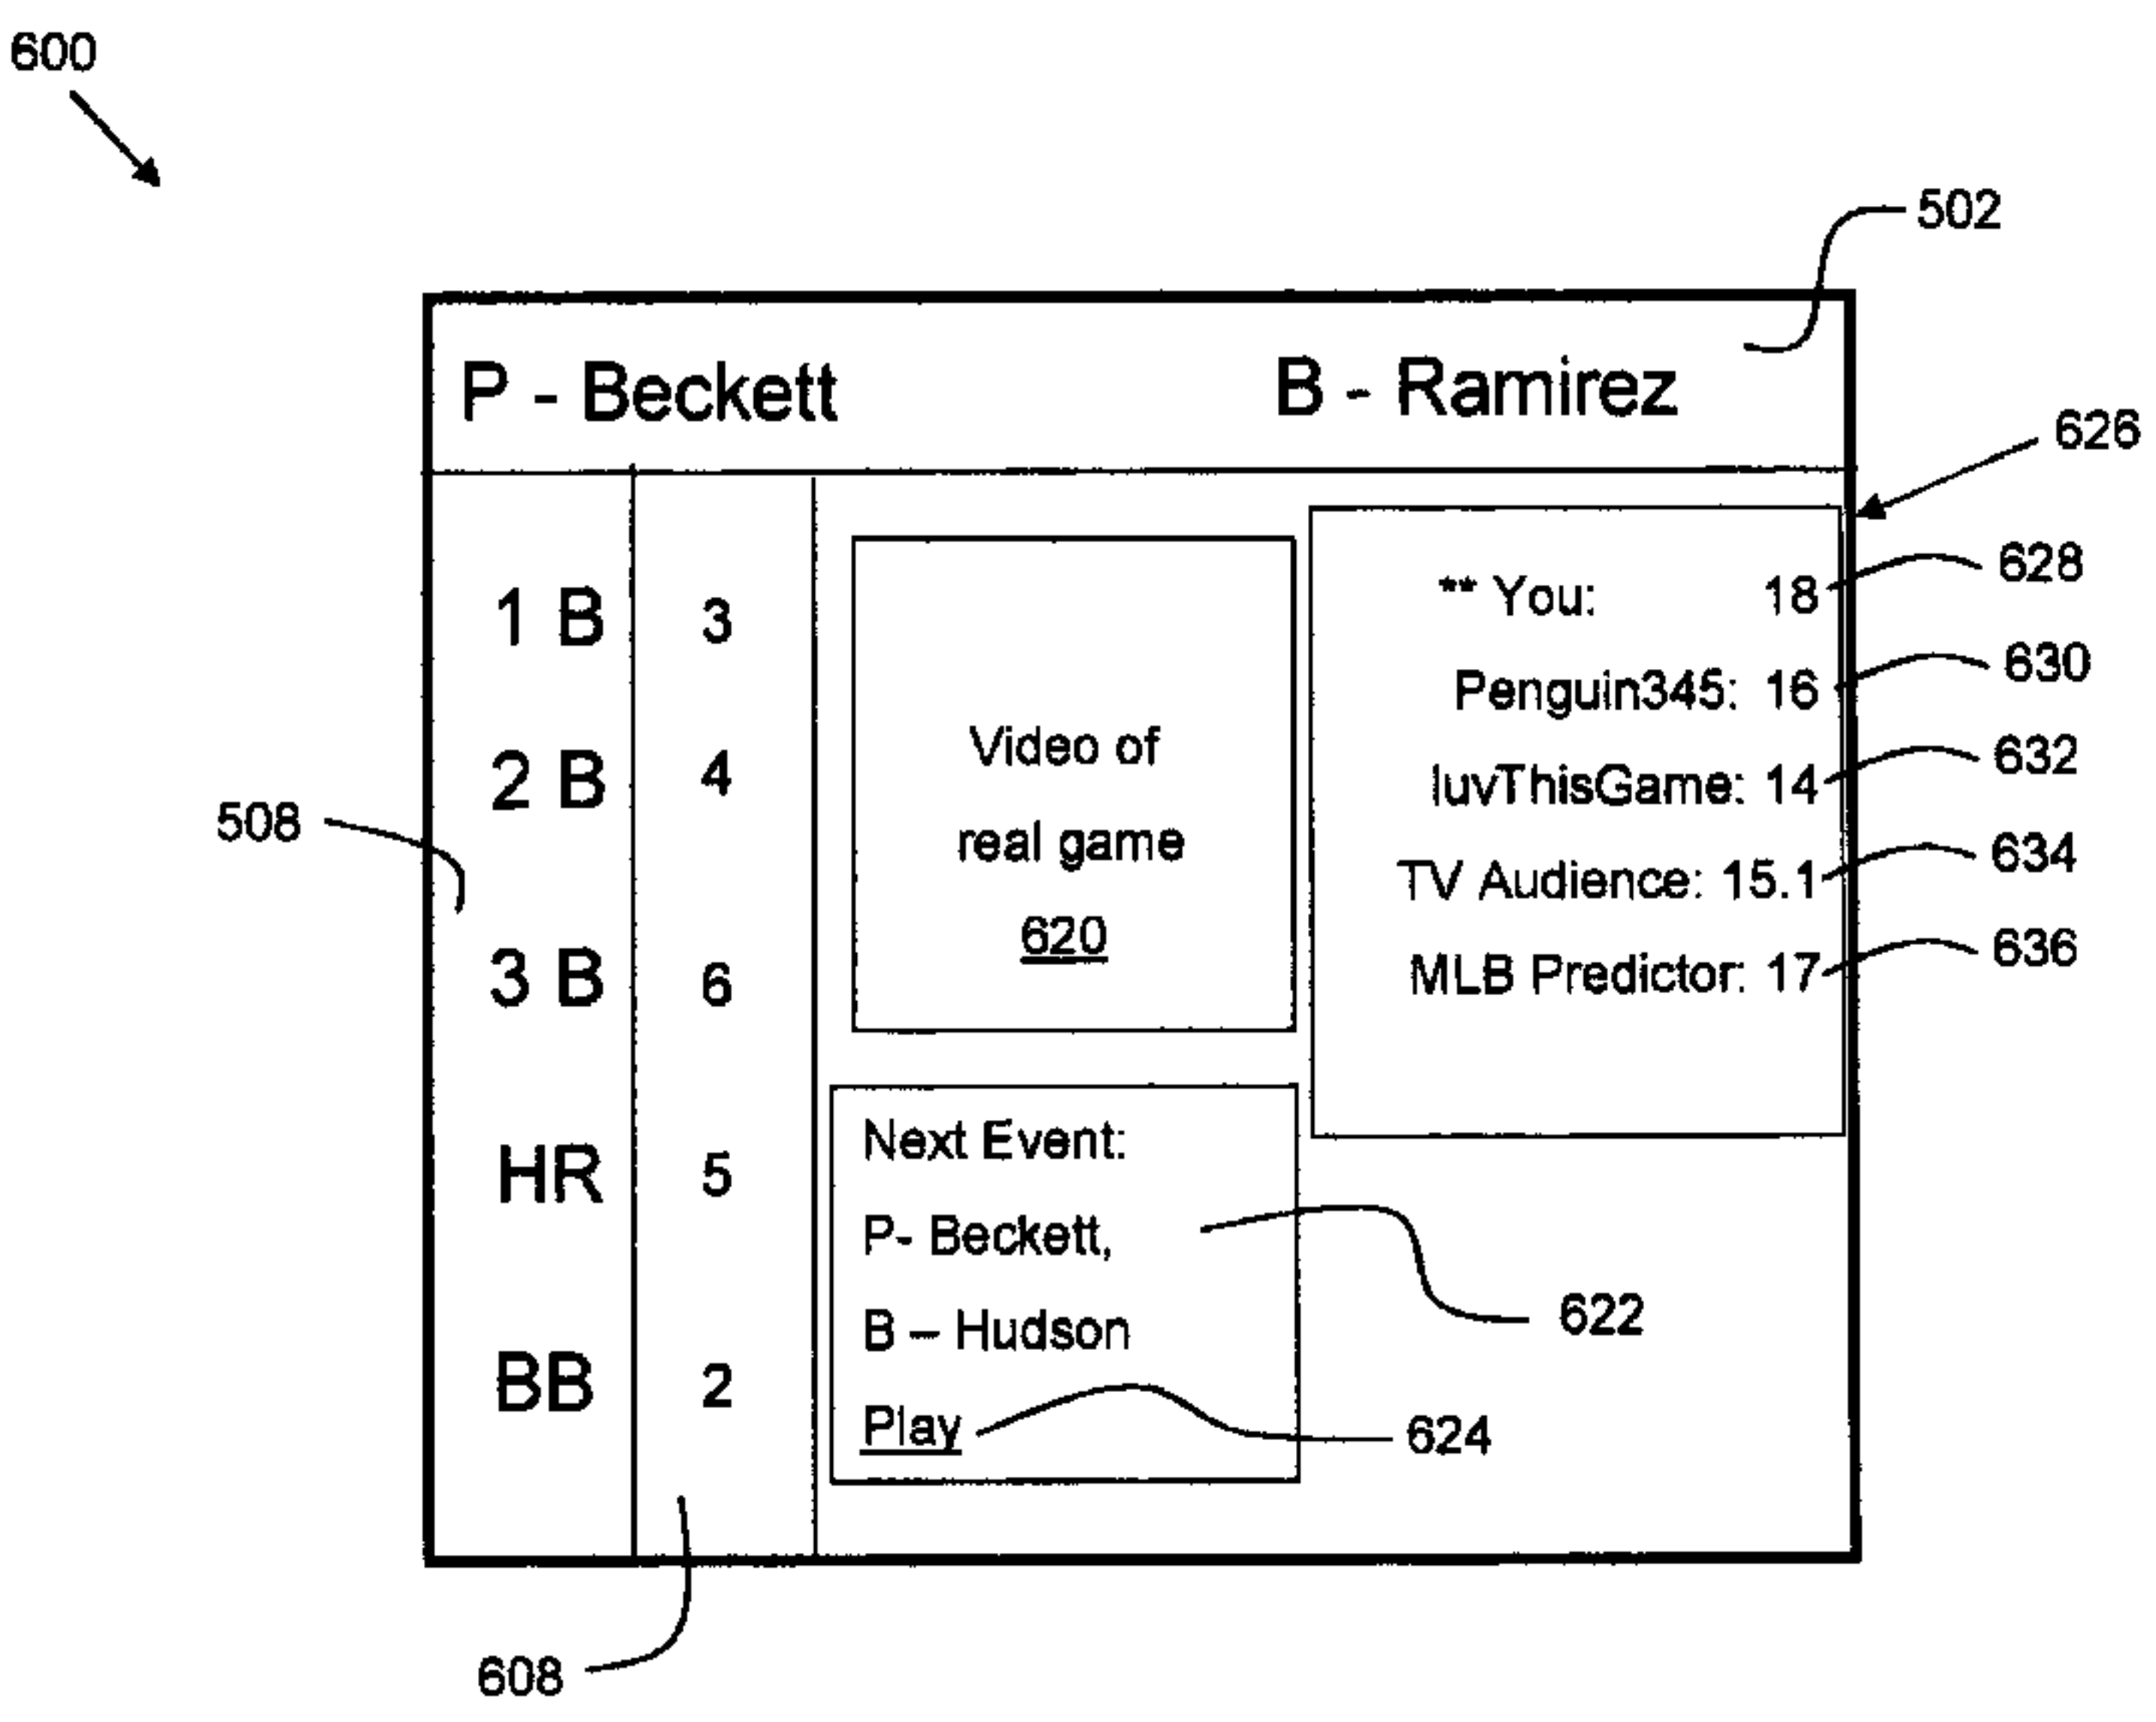 600
502
P - Beckett B - Ramirez
626
1 B 3
2 B 4
3 B 6
HR 5
BB 2
508
608
Video of
real game
620
** You: 18
Penguin345: 16
luvThisGame: 14
TV Audience: 15.1
MLB Predictor: 17
628
630
632
634
636
Next Event:
P- Beckett,
B – Hudson
Play
622
624